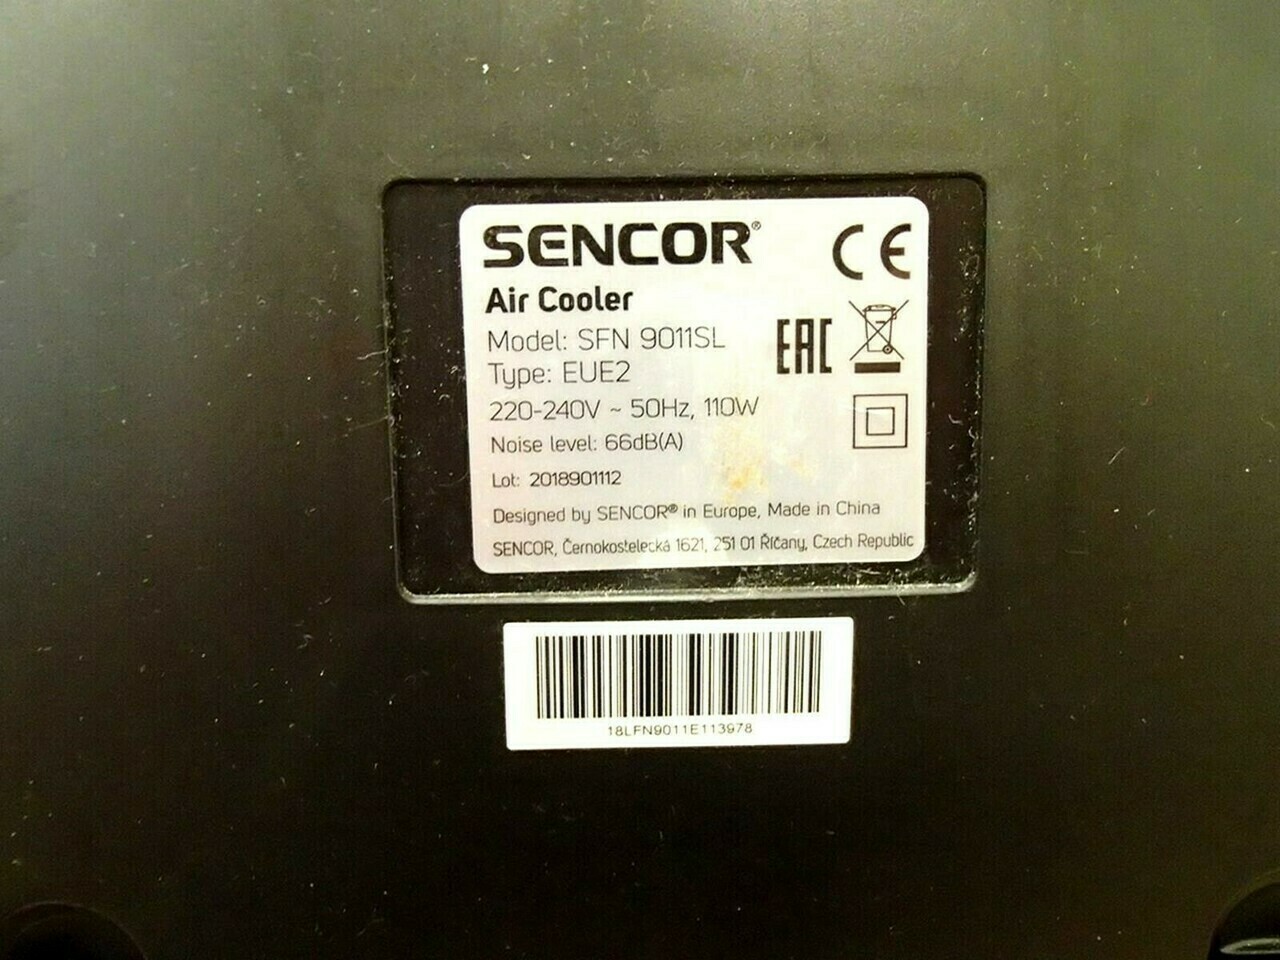 SENCOR®
CE
Air Cooler
Model: SFN 9011SL
EAC
Type: EUE2
220-240V ~ 50Hz, 110W
Noise level: 66dB(A)
Lot: 2018901112
Designed by SENCOR® in Europe, Made in China
SENCOR, Černokostelecká 1621, 251 01 Říčany, Czech Republic
18LFN9011E113978